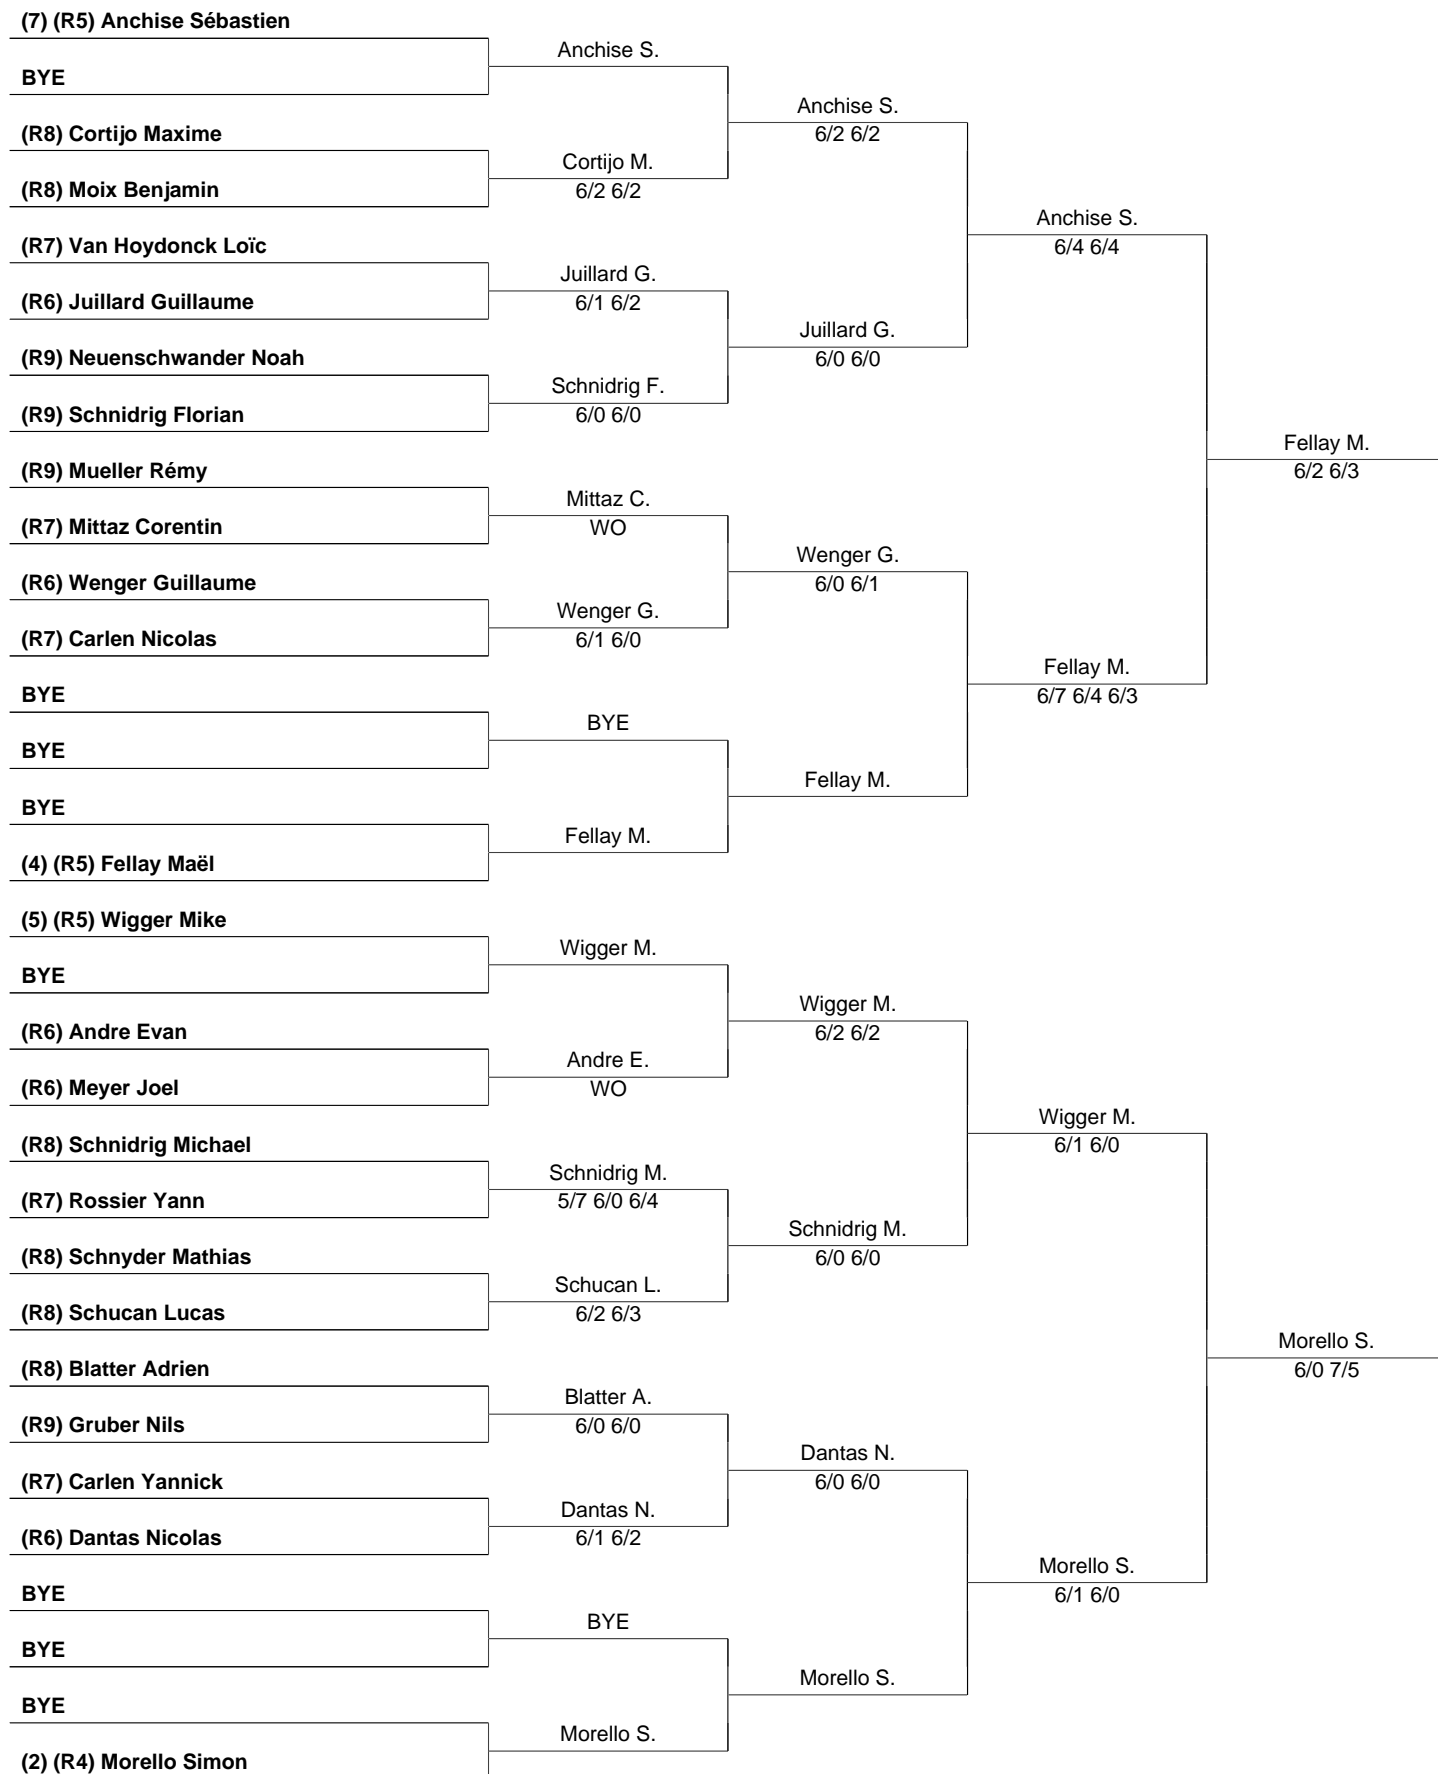 (7) (R5) Anchise Sébastien
Anchise S.
BYE
Anchise S.
6/2 6/2
(R8) Cortijo Maxime
Cortijo M.
6/2 6/2
(R8) Moix Benjamin
Anchise S.
6/4 6/4
(R7) Van Hoydonck Loïc
Juillard G.
6/1 6/2
(R6) Juillard Guillaume
Juillard G.
6/0 6/0
(R9) Neuenschwander Noah
Schnidrig F.
6/0 6/0
(R9) Schnidrig Florian
Fellay M.
6/2 6/3
(R9) Mueller Rémy
Mittaz C.
WO
(R7) Mittaz Corentin
Wenger G.
6/0 6/1
(R6) Wenger Guillaume
Wenger G.
6/1 6/0
(R7) Carlen Nicolas
Fellay M.
6/7 6/4 6/3
BYE
BYE
BYE
Fellay M.
BYE
Fellay M.
(4) (R5) Fellay Maël
(5) (R5) Wigger Mike
Wigger M.
BYE
Wigger M.
6/2 6/2
(R6) Andre Evan
Andre E.
WO
(R6) Meyer Joel
Wigger M.
6/1 6/0
(R8) Schnidrig Michael
Schnidrig M.
5/7 6/0 6/4
(R7) Rossier Yann
Schnidrig M.
6/0 6/0
(R8) Schnyder Mathias
Schucan L.
6/2 6/3
(R8) Schucan Lucas
Morello S.
6/0 7/5
(R8) Blatter Adrien
Blatter A.
6/0 6/0
(R9) Gruber Nils
Dantas N.
6/0 6/0
(R7) Carlen Yannick
Dantas N.
6/1 6/2
(R6) Dantas Nicolas
Morello S.
6/1 6/0
BYE
BYE
BYE
Morello S.
BYE
Morello S.
(2) (R4) Morello Simon